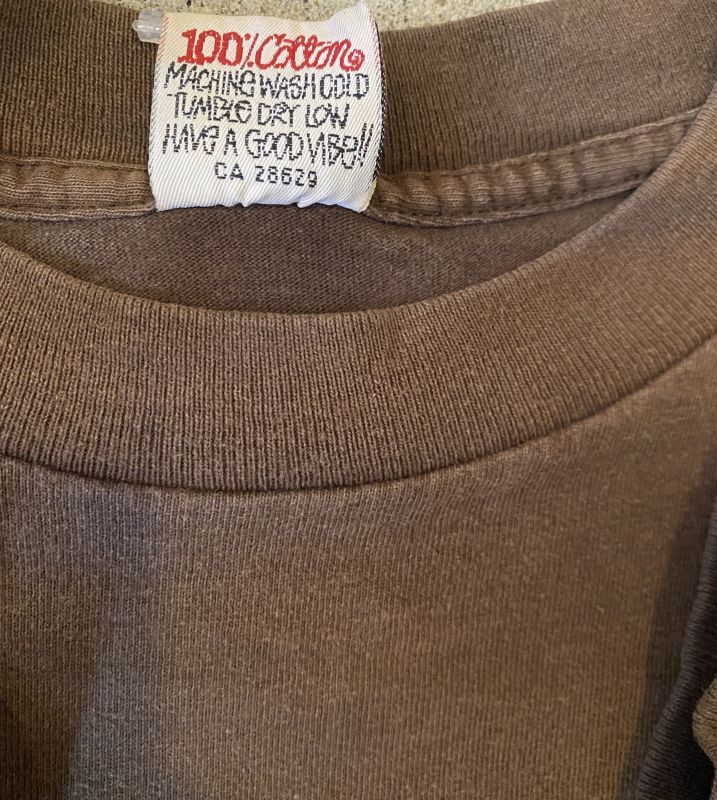 100% Cotton
MACHINE WASH COLD
TUMBLE DRY LOW
HAVE A GOOD VIBE!!
CA 28629